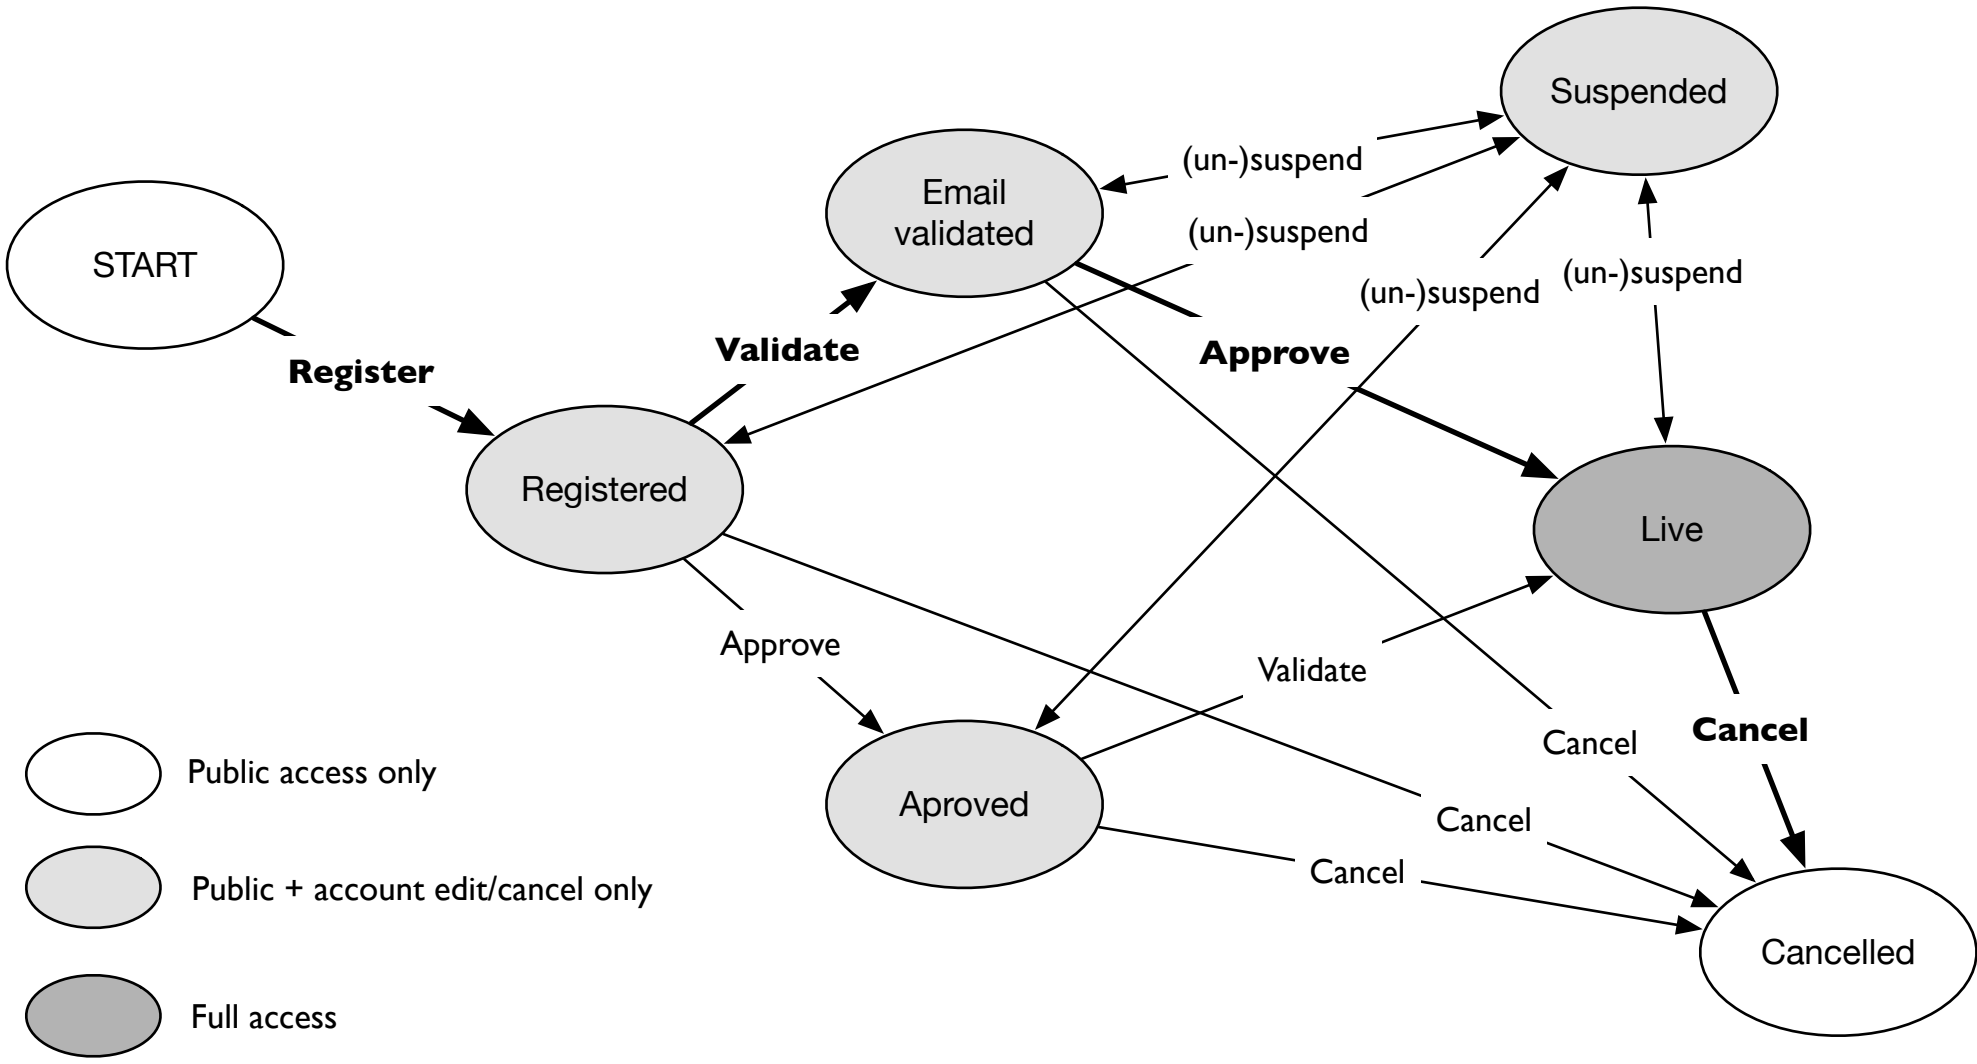 Suspended
(un-)suspend
Email
validated
(un-)suspend
START
(un-)suspend
(un-)suspend
Register
Validate
Approve
Registered
Live
Approve
Validate
Cancel
Cancel
Public access only
Aproved
Cancel
Cancel
Public + account edit/cancel only
Cancelled
Full access